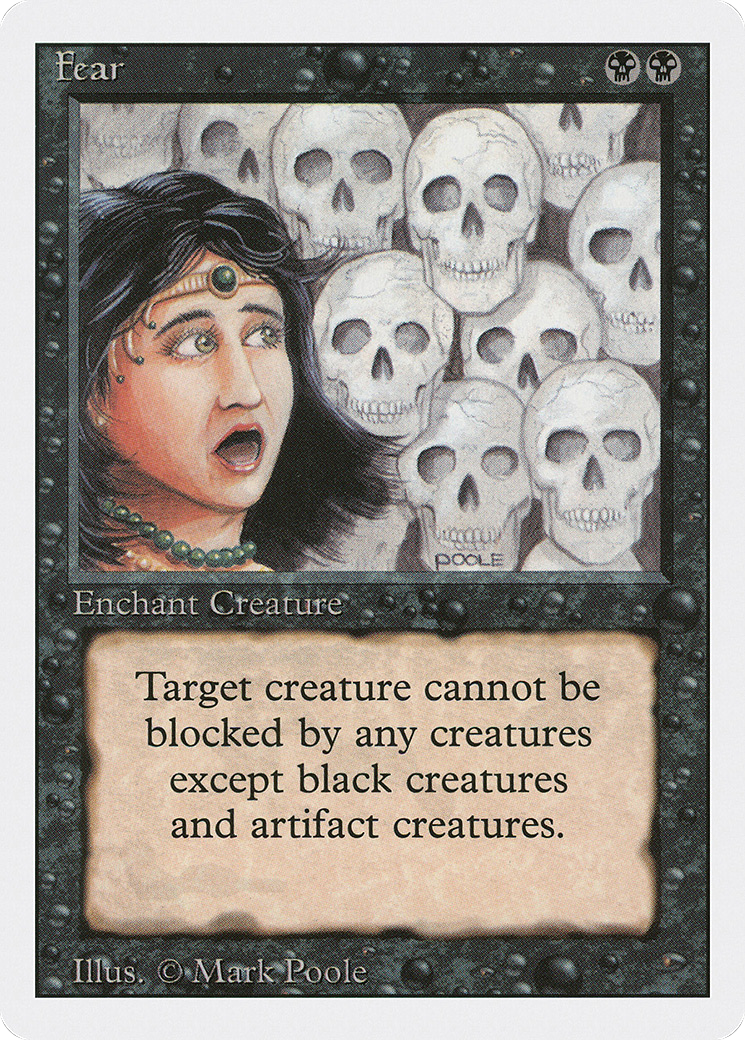 Fear
POOLE
Enchant Creature
Target creature cannot be
blocked by any creatures
except black creatures
and artifact creatures.
Illus. © Mark Poole